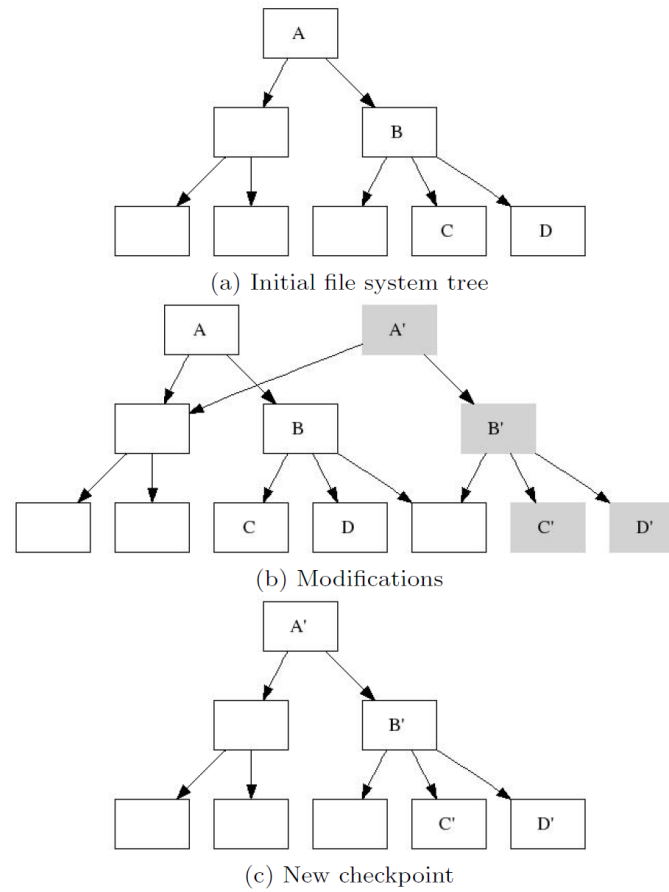 A
B
C D
(a) Initial file system tree
A A'
B B'
C D C' D'
(b) Modifications
A'
B'
C' D'
(c) New checkpoint